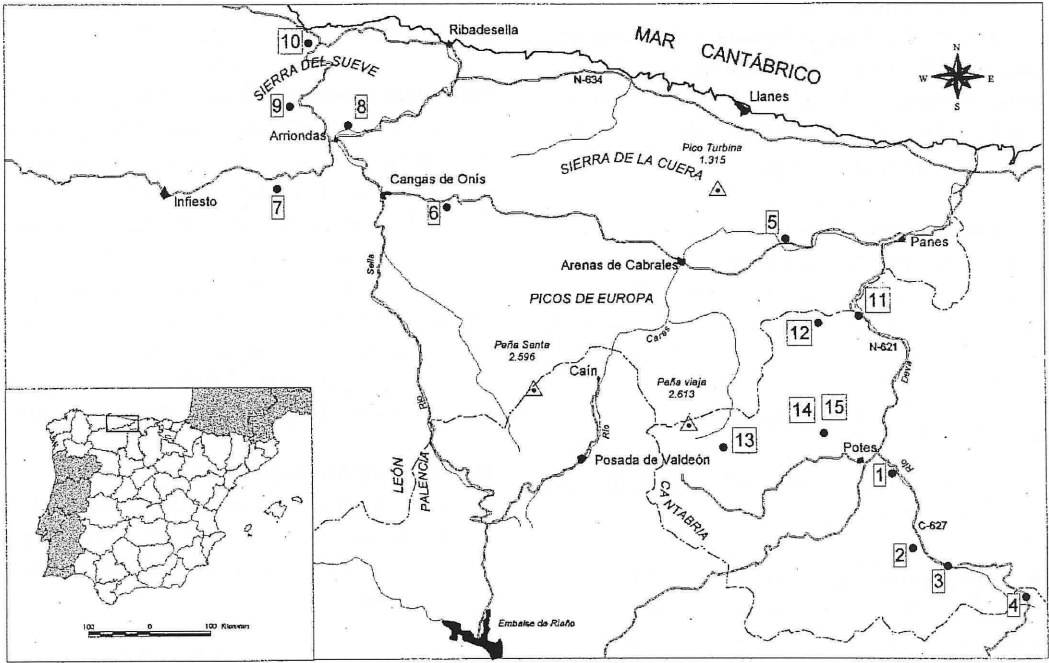 10
Ribadesella
MAR CANTÁBRICO
N
W E
S
SIERRA DEL SUEVE
N-634
9
8
Llanes
Arriondas
Pico Turbina
1.315
SIERRA DE LA CUERA
Infiesto
7
Cangas de Onís
6
5
Panes
Sella
Arenas de Cabrales
PICOS DE EUROPA
11
12
Cares
N-621
Peña Santa
2.596
Caín
Peña vieja
2.613
Deva
Río
Río
14
15
13
Potes
Posada de Valdeón
LEÓN
PALENCIA
CANTABRIA
Río
1
C-627
2
3
4
Embalse de Riaño
100 0 100 Kilometers